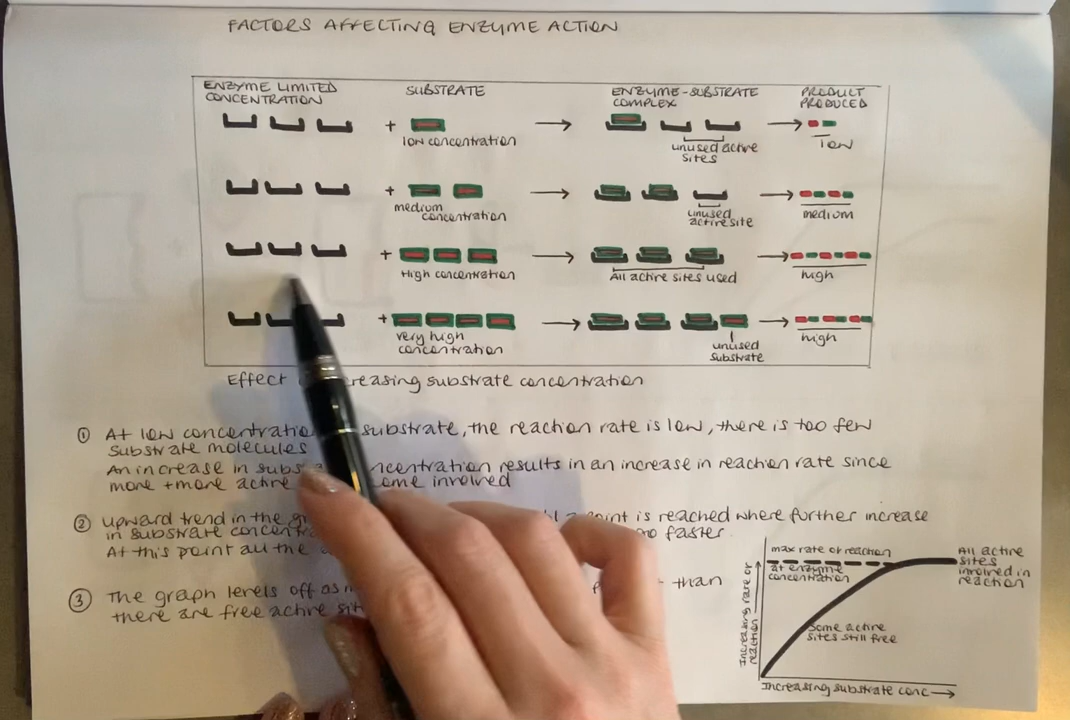 FACTORS AFFECTING ENZYME ACTION
ENZYME LIMITED CONCENTRATION
SUBSTRATE
ENZYME-SUBSTRATE COMPLEX
PRODUCT PRODUCED
+
low concentration
unused active sites
low
+
medium concentration
unused active site
medium
+
High concentration
All active sites used
high
+
very high concentration
unused substrate
high
Effect reasing substrate concentration
① At low concentratio substrate, the reaction rate is low, there is too few
substrate molecules
An increase in subs ncentration results in an increase in reaction rate since
more + more active ome involved
② Upward trend in the gr point is reached where further increase
in substrate concentra no faster
At this point all the
③ The graph levels off as than
there are free active sit
max rate of reaction
at enzyme concentration
All active sites involved in reaction
Some active sites still free
Increasing rate of reaction
Increasing substrate conc